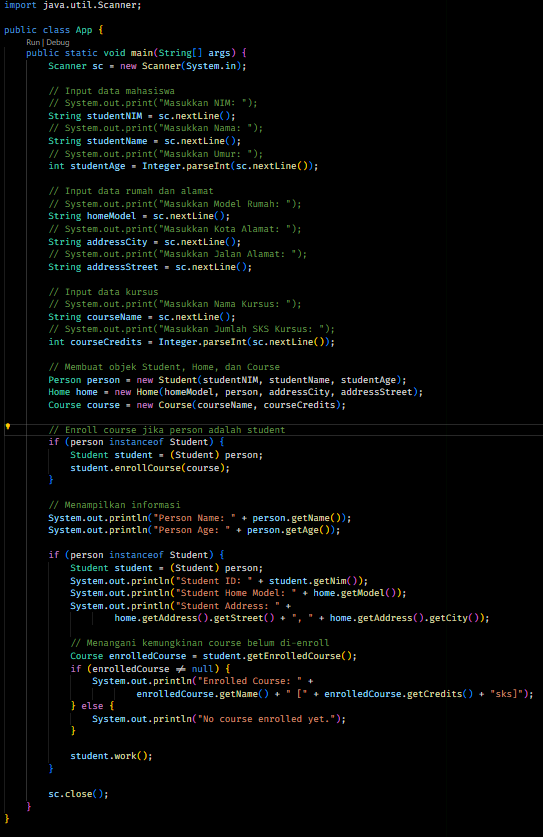 import java.util.Scanner;
public class App {
Run | Debug
public static void main(String[] args) {
Scanner sc = new Scanner(System.in);
// Input data mahasiswa
// System.out.print("Masukkan NIM: ");
String studentNIM = sc.nextLine();
// System.out.print("Masukkan Nama: ");
String studentName = sc.nextLine();
// System.out.print("Masukkan Umur: ");
int studentAge = Integer.parseInt(sc.nextLine());
// Input data rumah dan alamat
// System.out.print("Masukkan Model Rumah: ");
String homeModel = sc.nextLine();
// System.out.print("Masukkan Kota Alamat: ");
String addressCity = sc.nextLine();
// System.out.print("Masukkan Jalan Alamat: ");
String addressStreet = sc.nextLine();
// Input data kursus
// System.out.print("Masukkan Nama Kursus: ");
String courseName = sc.nextLine();
// System.out.print("Masukkan Jumlah SKS Kursus: ");
int courseCredits = Integer.parseInt(sc.nextLine());
// Membuat objek Student, Home, dan Course
Person person = new Student(studentNIM, studentName, studentAge);
Home home = new Home(homeModel, person, addressCity, addressStreet);
Course course = new Course(courseName, courseCredits);
// Enroll course jika person adalah student
if (person instanceof Student) {
Student student = (Student) person;
student.enrollCourse(course);
}
// Menampilkan informasi
System.out.println("Person Name: " + person.getName());
System.out.println("Person Age: " + person.getAge());
if (person instanceof Student) {
Student student = (Student) person;
System.out.println("Student ID: " + student.getNim());
System.out.println("Student Home Model: " + home.getModel());
System.out.println("Student Address: " +
home.getAddress().getStreet() + ", " + home.getAddress().getCity());
// Menangani kemungkinan course belum di-enroll
Course enrolledCourse = student.getEnrolledCourse();
if (enrolledCourse ≠ null) {
System.out.println("Enrolled Course: " +
enrolledCourse.getName() + " [" + enrolledCourse.getCredits() + "sks]");
} else {
System.out.println("No course enrolled yet.");
}
student.work();
}
sc.close();
}
}